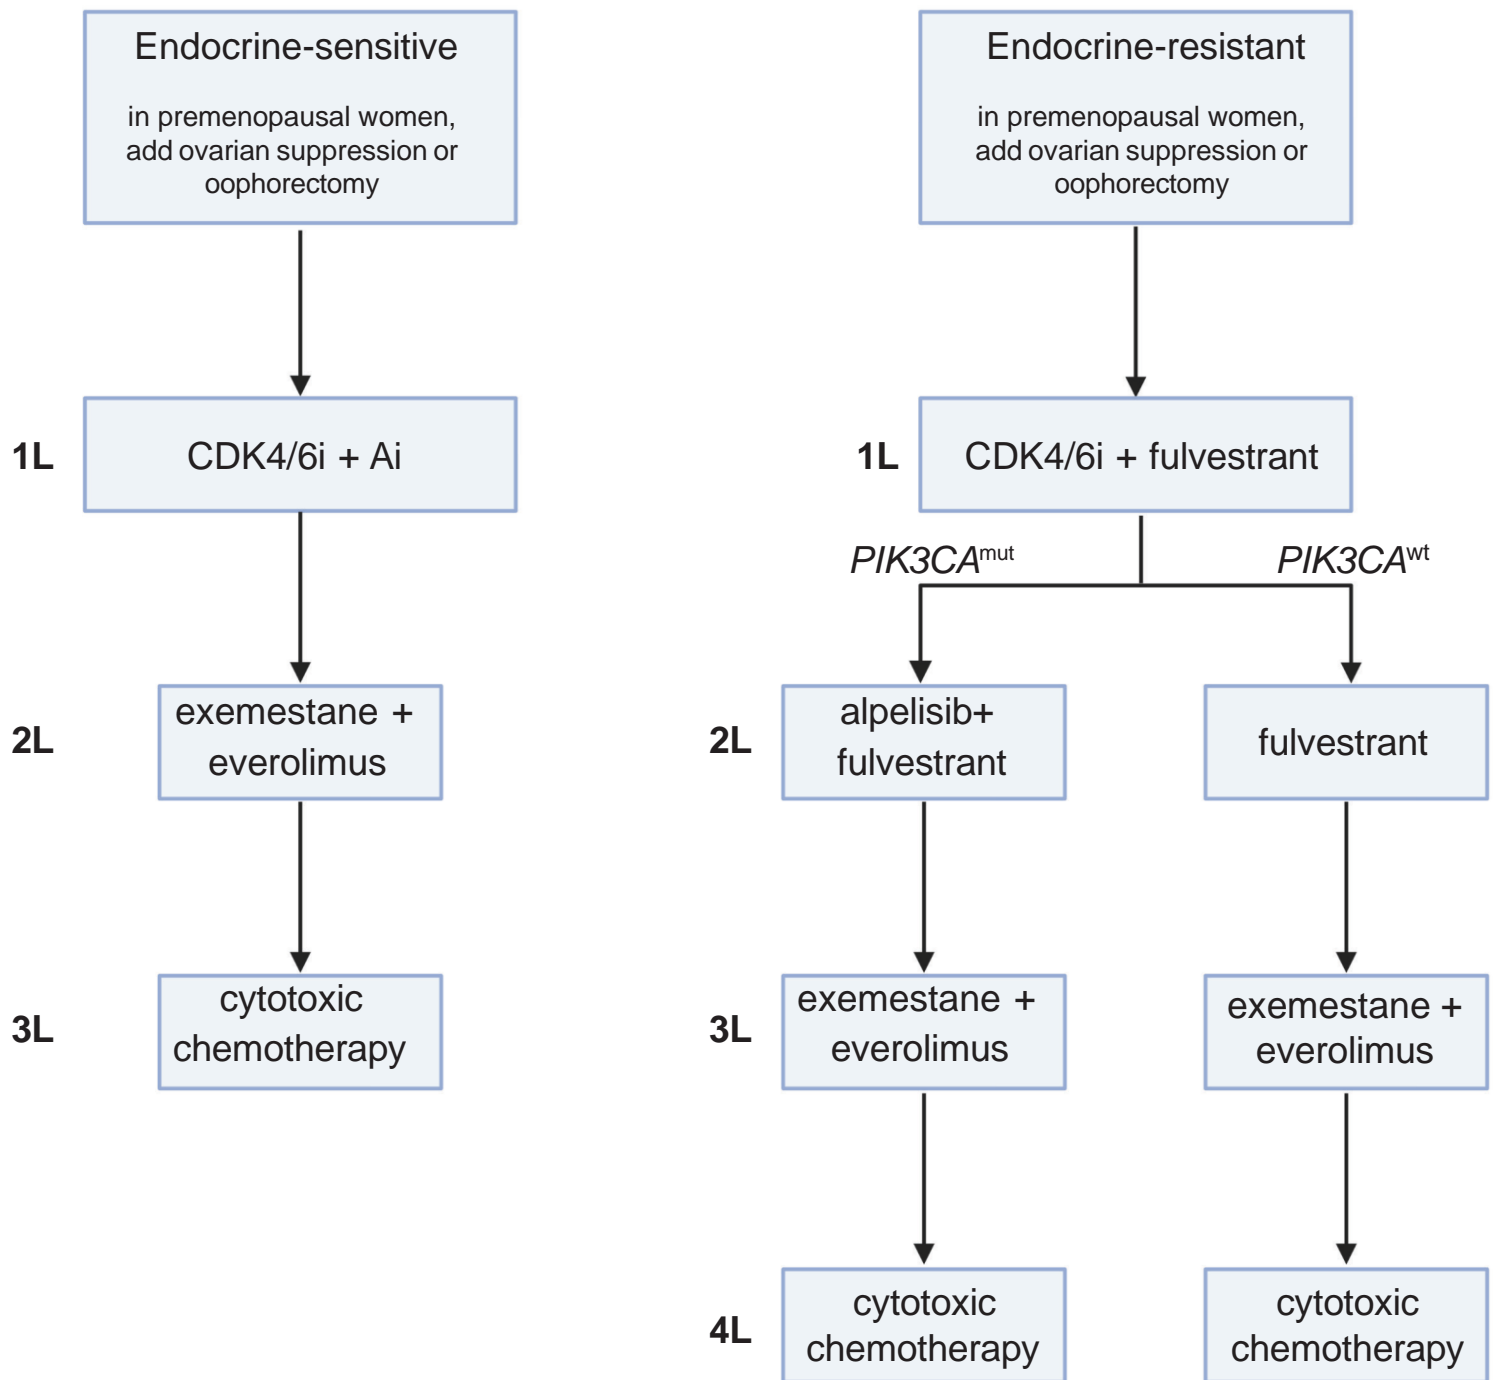 Endocrine-sensitive
in premenopausal women,
add ovarian suppression or
oophorectomy
1L
CDK4/6i + Ai
2L
exemestane +
everolimus
3L
cytotoxic
chemotherapy
Endocrine-resistant
in premenopausal women,
add ovarian suppression or
oophorectomy
1L
CDK4/6i + fulvestrant
PIK3CAmut
PIK3CAwt
2L
alpelisib+
fulvestrant
fulvestrant
3L
exemestane +
everolimus
exemestane +
everolimus
4L
cytotoxic
chemotherapy
cytotoxic
chemotherapy